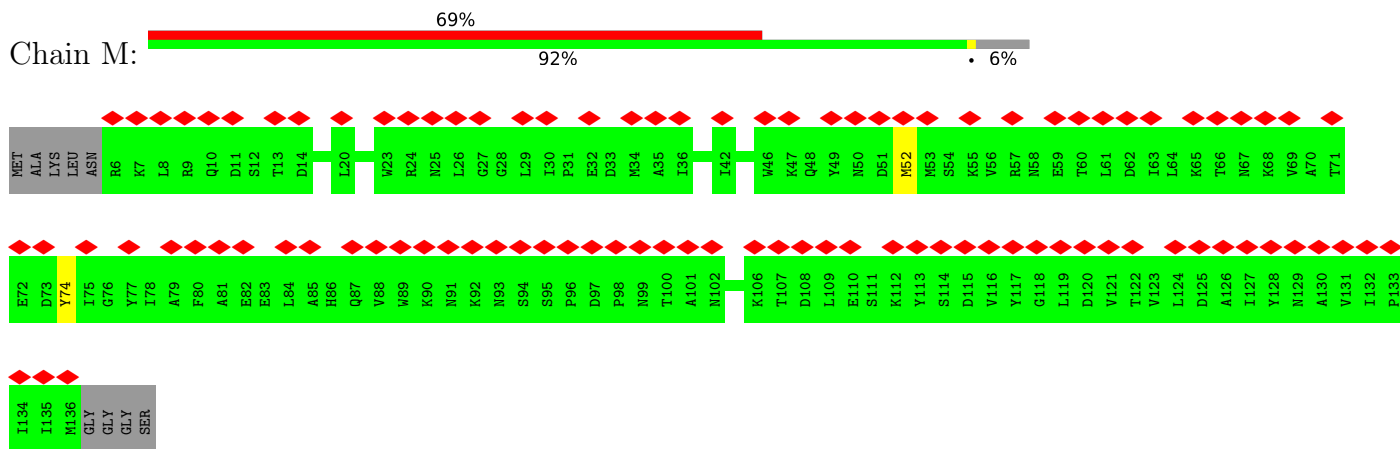 69%
Chain M:
92% • 6%
MET ALA LYS LEU ASN R6 K7 L8 R9 Q10 D11 S12 T13 D14 L20 W23 R24 N25 L26 G27 G28 L29 I30 P31 E32 D33 M34 A35 I36 I42 W46 K47 Q48 Y49 N50 D51 M52 M53 S54 K55 V56 R57 N58 E59 T60 L61 D62 I63 L64 K65 T66 N67 K68 V69 A70 T71
E72 D73 Y74 I75 G76 Y77 I78 A79 F80 A81 E82 E83 L84 A85 H86 Q87 V88 W89 K90 N91 K92 N93 S94 S95 P96 D97 P98 N99 T100 A101 N102 K106 T107 D108 L109 E110 S111 K112 Y113 S114 D115 V116 Y117 G118 L119 D120 V121 T122 V123 L124 D125 A126 I127 Y128 N129 A130 V131 I132 P133
I134 I135 M136 GLY GLY GLY SER